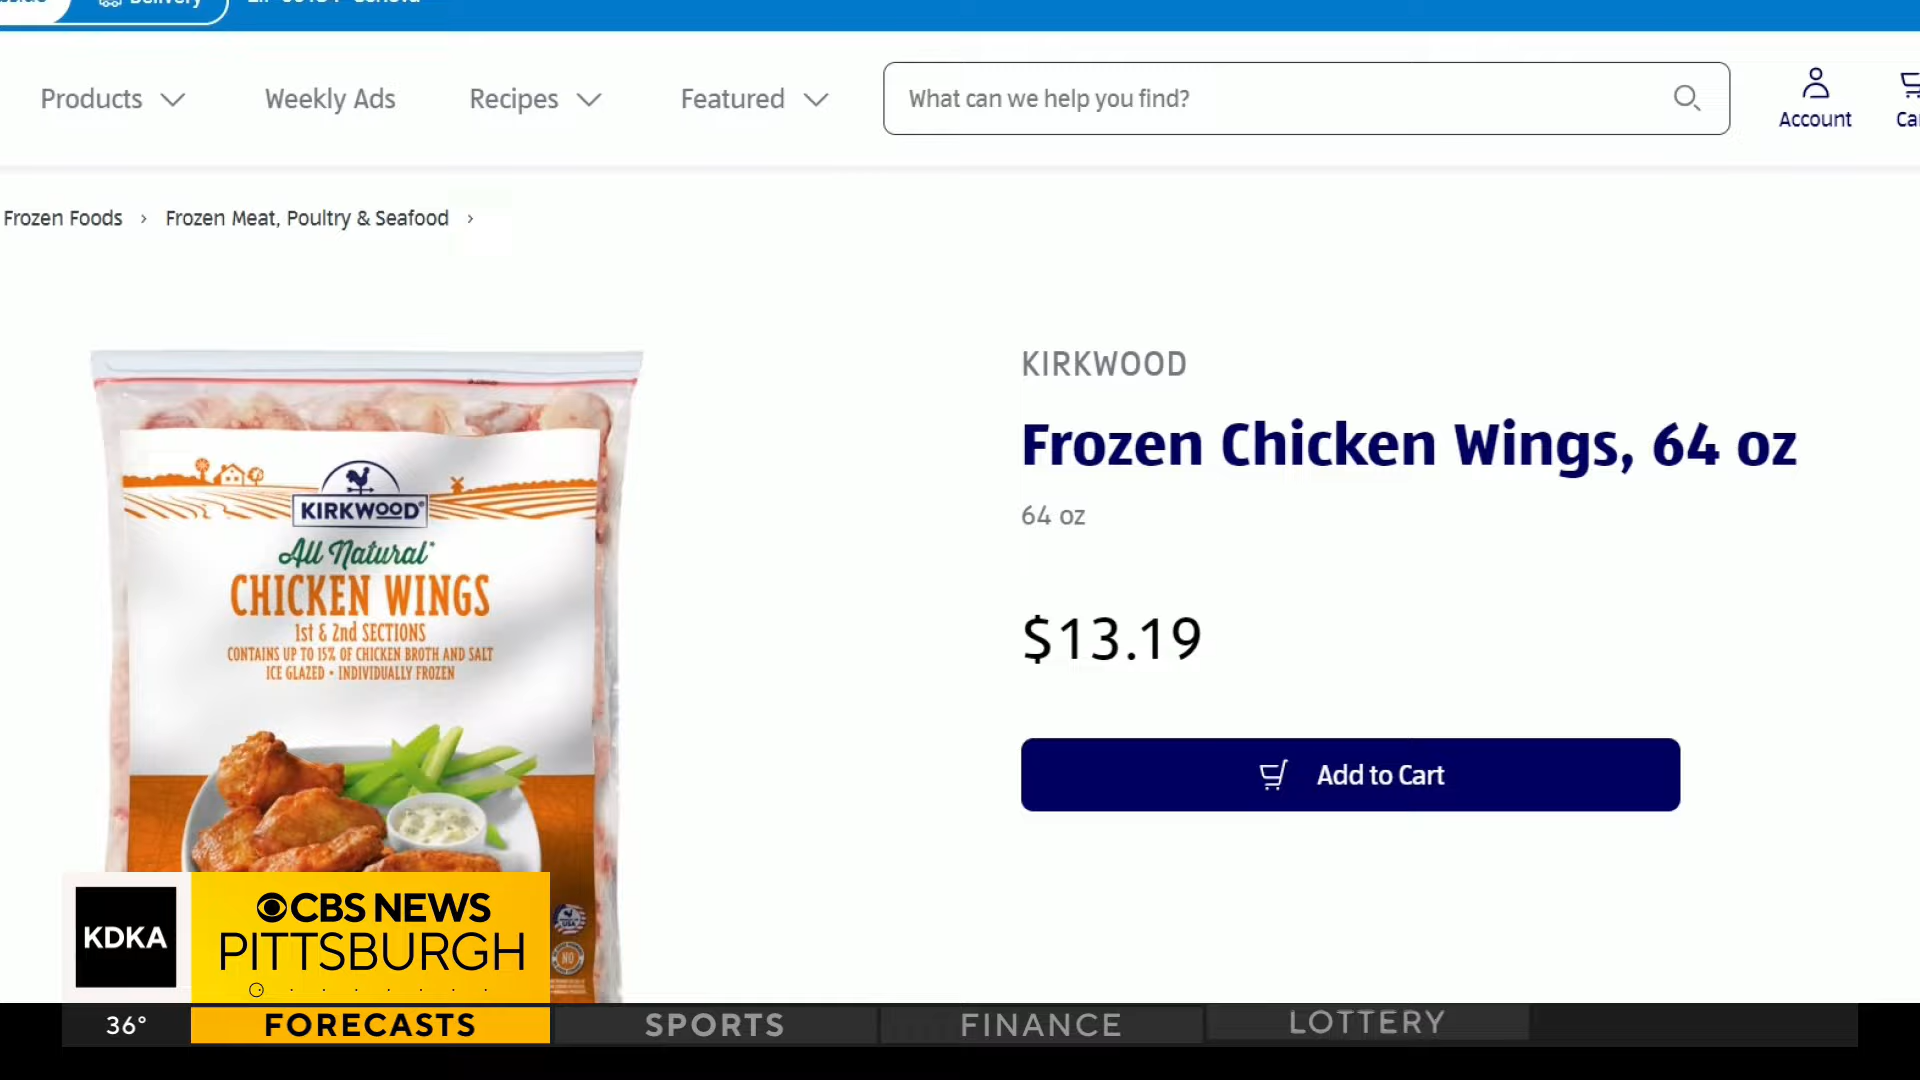 Delivery
Products
Weekly Ads
Recipes
Featured
What can we help you find?
Account
Frozen Foods › Frozen Meat, Poultry & Seafood ›
KIRKWOOD
Frozen Chicken Wings, 64 oz
64 oz
$13.19
Add to Cart
KIRKWOOD®
All Natural*
CHICKEN WINGS
1st & 2nd SECTIONS
CONTAINS UP TO 15% OF CHICKEN BROTH AND SALT
ICE GLAZED • INDIVIDUALLY FROZEN
USA
NO
KDKA
CBS NEWS
PITTSBURGH
36°
FORECASTS
SPORTS
FINANCE
LOTTERY